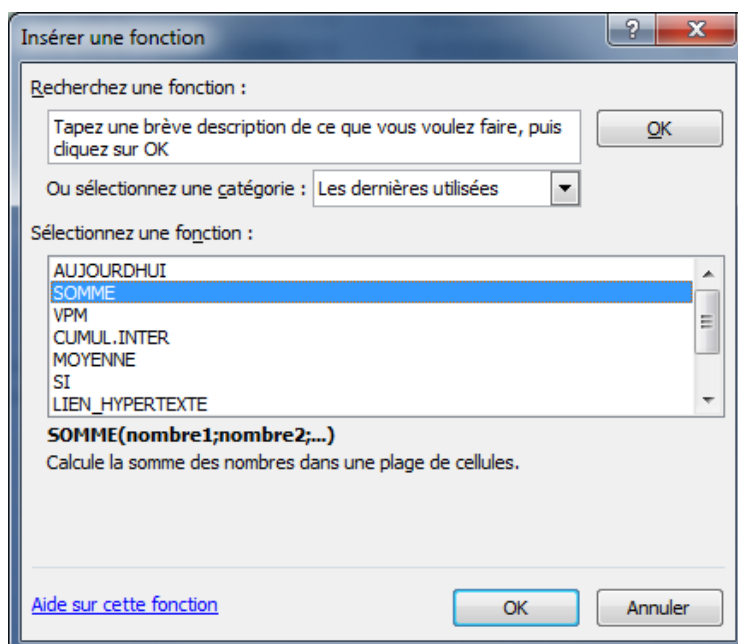 Insérer une fonction
Recherchez une fonction :
Tapez une brève description de ce que vous voulez faire, puis
cliquez sur OK
OK
Ou sélectionnez une catégorie : Les dernières utilisées
Sélectionnez une fonction :
AUJOURDHUI
SOMME
VPM
CUMUL.INTER
MOYENNE
SI
LIEN_HYPERTEXTE
SOMME(nombre1;nombre2;...)
Calcule la somme des nombres dans une plage de cellules.
Aide sur cette fonction
OK
Annuler